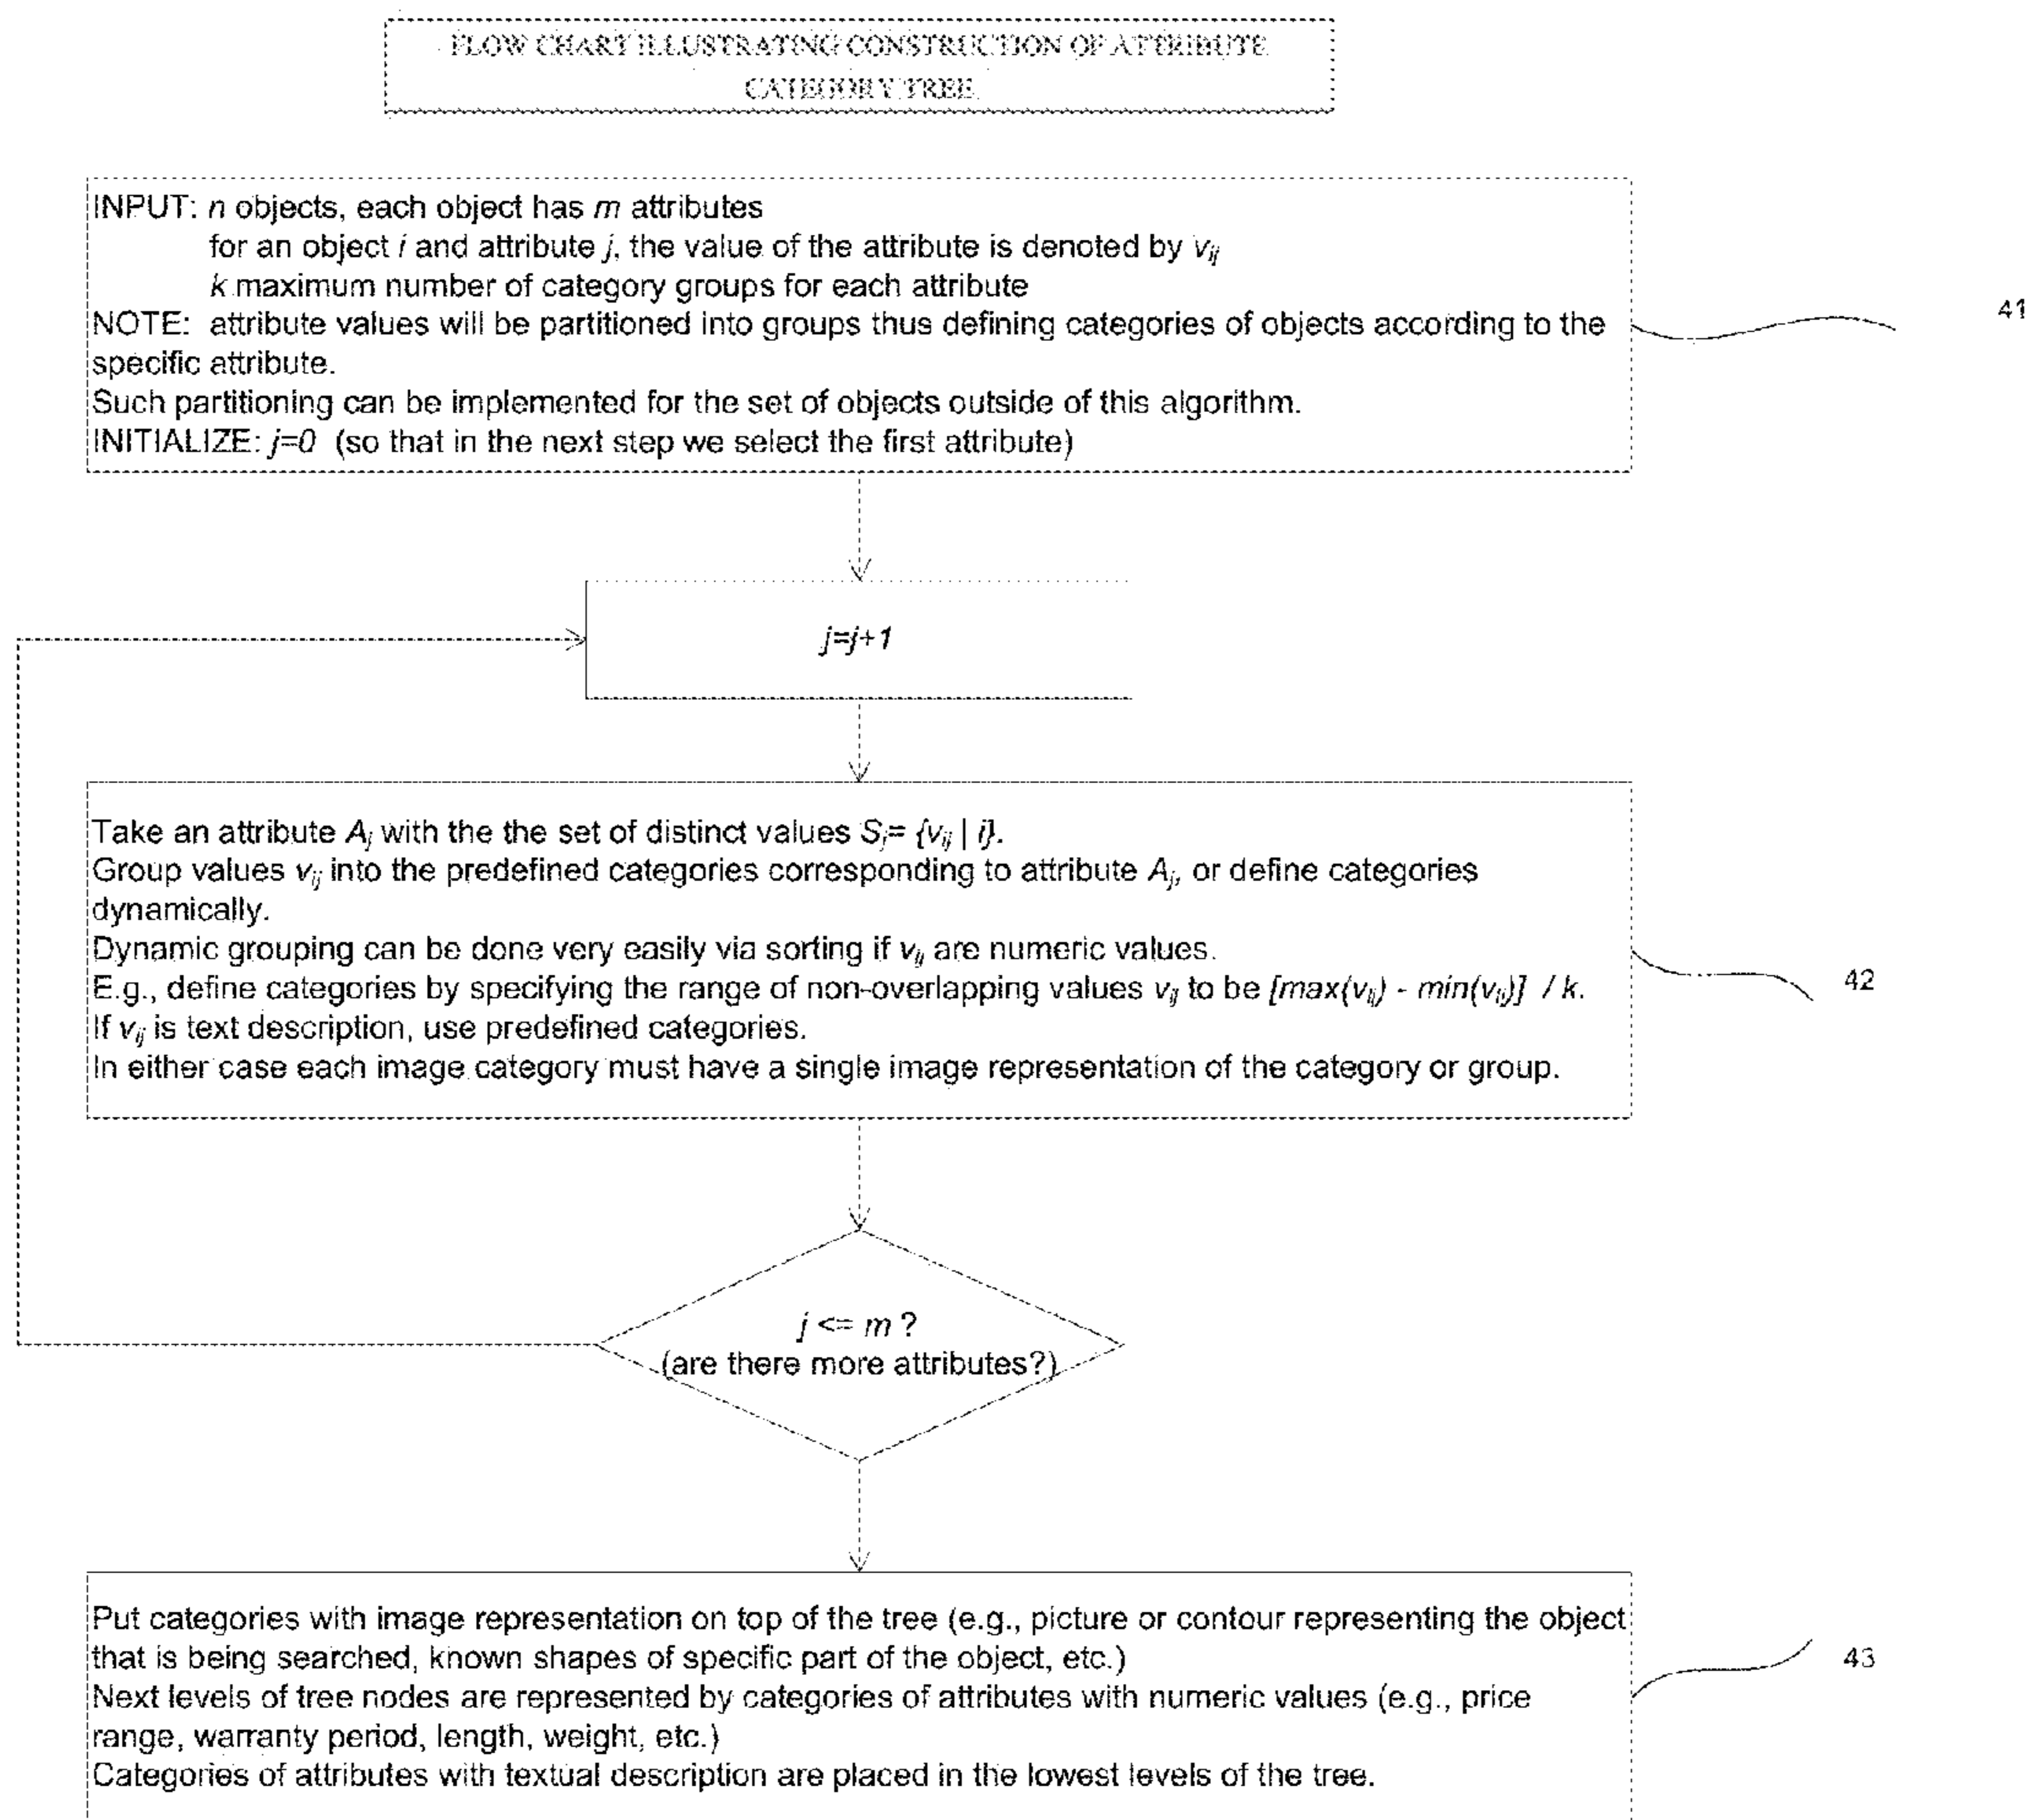 FLOW CHART ILLUSTRATING CONSTRUCTION OF ATTRIBUTE
CATEGORY TREE
INPUT: n objects, each object has m attributes
for an object i and attribute j, the value of the attribute is denoted by vij
k maximum number of category groups for each attribute
NOTE: attribute values will be partitioned into groups thus defining categories of objects according to the
specific attribute.
Such partitioning can be implemented for the set of objects outside of this algorithm.
INITIALIZE: j=0 (so that in the next step we select the first attribute)
41
j=j+1
Take an attribute Aj with the the set of distinct values Sj= {vij | i}.
Group values vij into the predefined categories corresponding to attribute Aj, or define categories
dynamically.
Dynamic grouping can be done very easily via sorting if vij are numeric values.
E.g., define categories by specifying the range of non-overlapping values vij to be [max(vij) - min(vij)] / k.
If vij is text description, use predefined categories.
In either case each image category must have a single image representation of the category or group.
42
j <= m ?
(are there more attributes?)
Put categories with image representation on top of the tree (e.g., picture or contour representing the object
that is being searched, known shapes of specific part of the object, etc.)
Next levels of tree nodes are represented by categories of attributes with numeric values (e.g., price
range, warranty period, length, weight, etc.)
Categories of attributes with textual description are placed in the lowest levels of the tree.
43